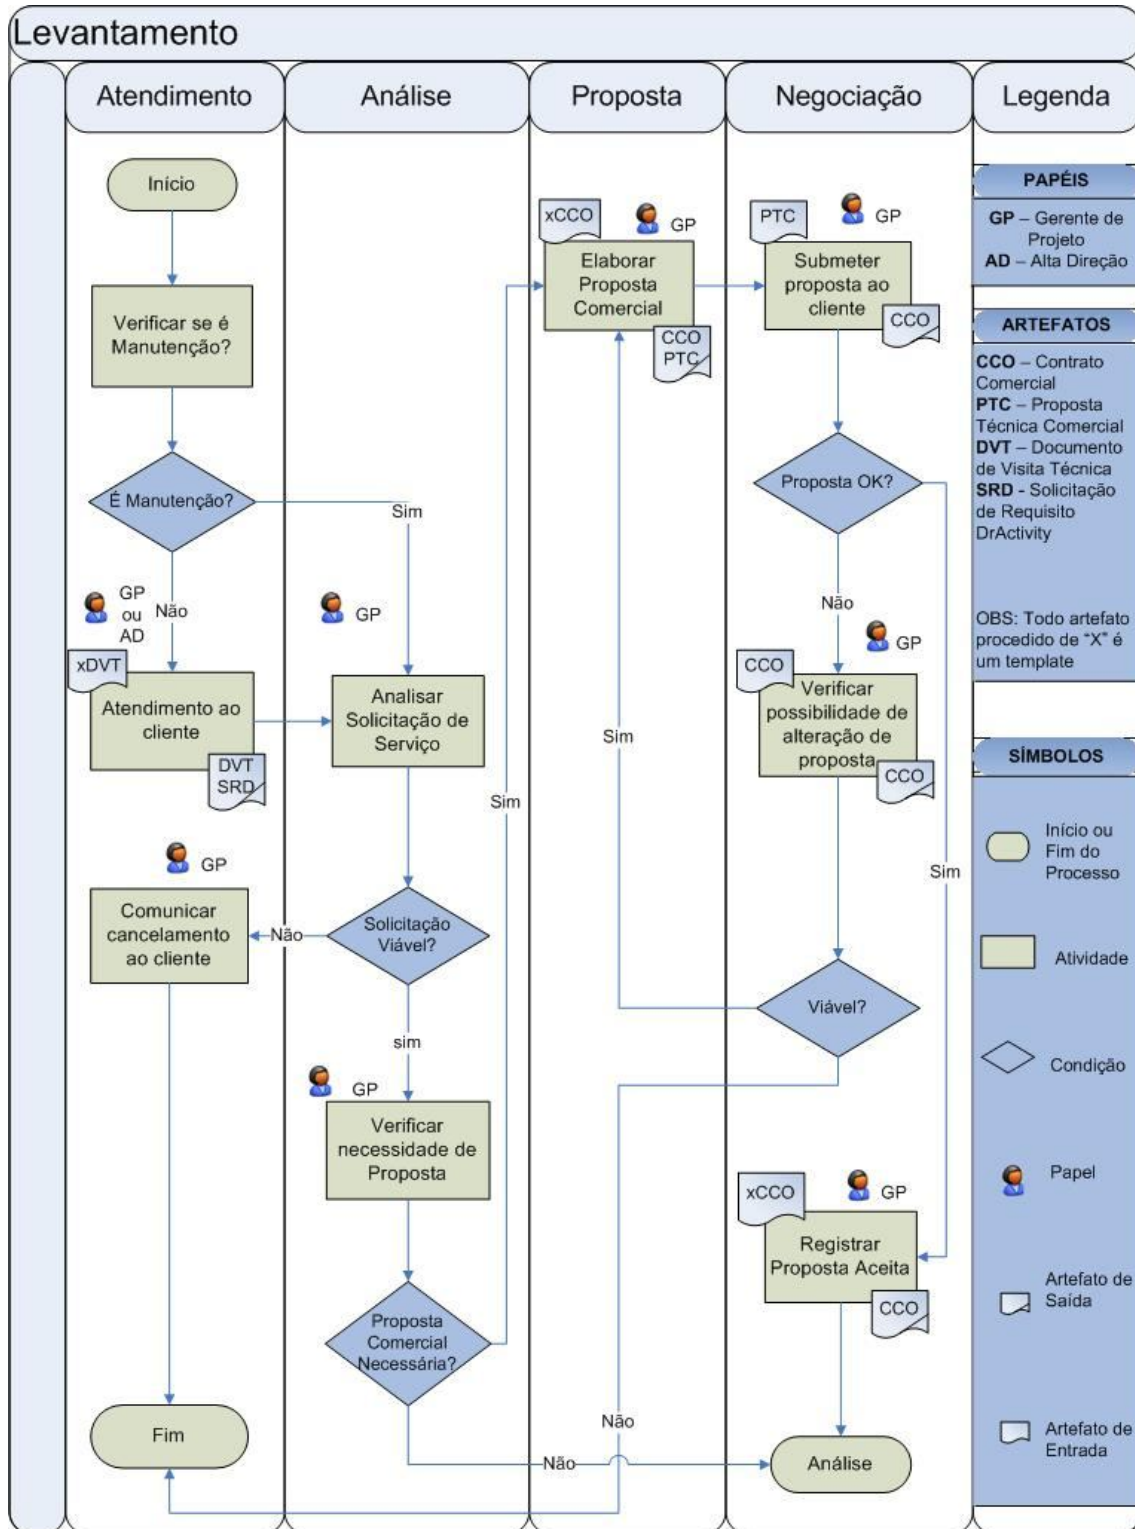 Levantamento
Atendimento
Análise
Proposta
Negociação
Legenda
Início
Verificar se é
Manutenção?
É Manutenção?
Sim
Não
GP
ou
AD
xDVT
Atendimento ao
cliente
DVT
SRD
GP
Analisar
Solicitação de
Serviço
GP
Comunicar
cancelamento
ao cliente
Não
Solicitação
Viável?
sim
GP
Verificar
necessidade de
Proposta
Proposta
Comercial
Necessária?
Sim
Não
Fim
xCCO
GP
Elaborar
Proposta
Comercial
CCO
PTC
Sim
PTC
GP
Submeter
proposta ao
cliente
CCO
Proposta OK?
Não
Sim
GP
CCO
Verificar
possibilidade de
alteração de
proposta
CCO
Viável?
Não
xCCO
GP
Registrar
Proposta Aceita
CCO
Análise
PAPÉIS
GP – Gerente de
Projeto
AD – Alta Direção
ARTEFATOS
CCO – Contrato
Comercial
PTC – Proposta
Técnica Comercial
DVT – Documento
de Visita Técnica
SRD - Solicitação
de Requisito
DrActivity
OBS: Todo artefato
procedido de “X” é
um template
SÍMBOLOS
Início ou
Fim do
Processo
Atividade
Condição
Papel
Artefato de
Saída
Artefato de
Entrada